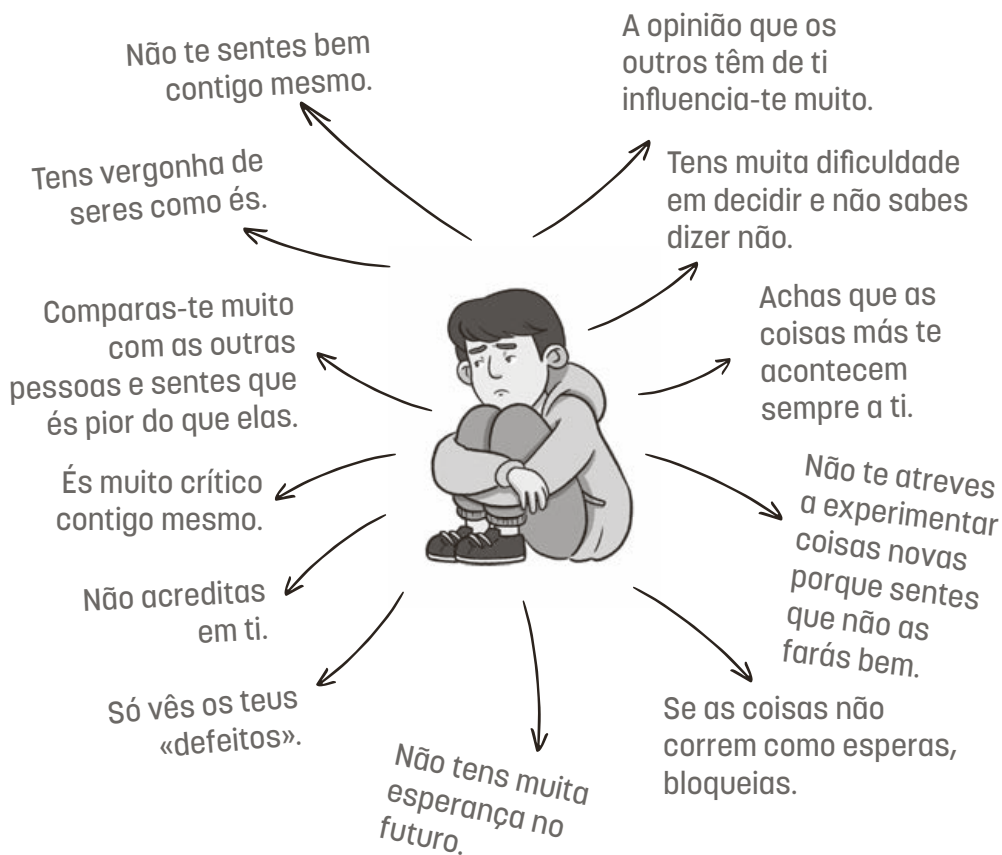 Não te sentes bem
contigo mesmo.
A opinião que os
outros têm de ti
influencia-te muito.
Tens vergonha de
seres como és.
Tens muita dificuldade
em decidir e não sabes
dizer não.
Comparas-te muito
com as outras
pessoas e sentes que
és pior do que elas.
Achas que as
coisas más te
acontecem
sempre a ti.
És muito crítico
contigo mesmo.
Não te atreves
a experimentar
coisas novas
porque sentes
que não as
farás bem.
Não acreditas
em ti.
Só vês os teus
«defeitos».
Não tens muita
esperança no
futuro.
Se as coisas não
correm como esperas,
bloqueias.